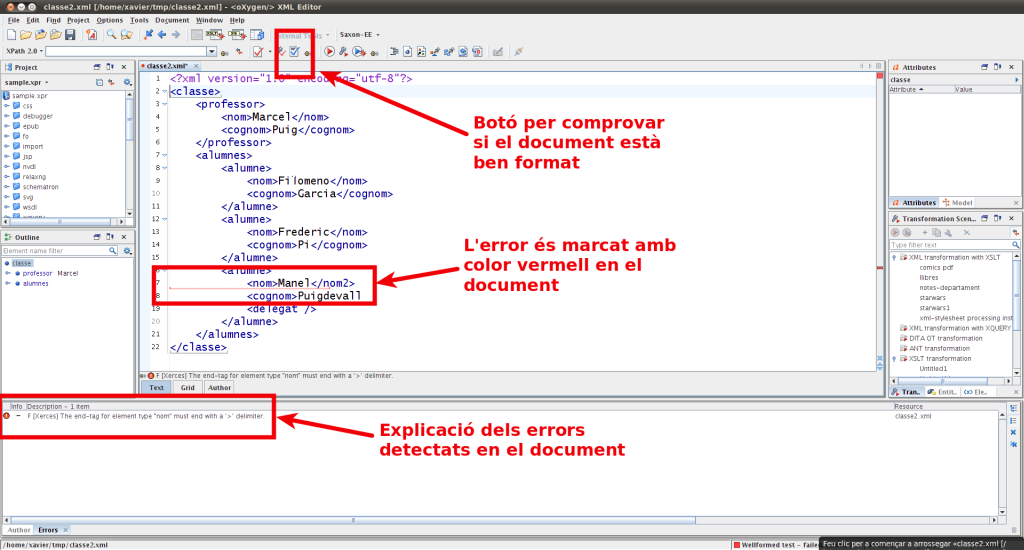 classe2.xml [/home/xavier/tmp/classe2.xml] - <oXygen/> XML Editor
File Edit Find Project Options Tools Document Window Help
Saxon-EE
XPath 2.0
Project
sample.xpr
sample.xpr
css
debugger
epub
fo
import
jsp
nvdl
relaxng
schematron
svg
wsdl
Outline
Element name filter
classe
professor Marcel
alumnes
classe2.xml*
1 <?xml version="1.0" encoding="utf-8"?>
2 <classe>
3 <professor>
4 <nom>Marcel</nom>
5 <cognom>Puig</cognom>
6 </professor>
7 <alumnes>
8 <alumne>
9 <nom>Filomeno</nom>
10 <cognom>Garcia</cognom>
11 </alumne>
12 <alumne>
13 <nom>Frederic</nom>
14 <cognom>Pi</cognom>
15 </alumne>
<alumne>
7 <nom>Manel</nom2>
8 <cognom>Puigdevall
19 <delegat />
20 </alumne>
21 </alumnes>
22 </classe>
Botó per comprovar
si el document està
ben format
L'error és marcat amb
color vermell en el
document
F [Xerces] The end-tag for element type "nom" must end with a '>' delimiter.
Text Grid Author
Attributes
classe
Attribute Value
Attributes Model
Transformation Scen...
Type filter text
XML transformation with XSLT
comics pdf
llibres
notes-departament
starwars
starwars1
xml-stylesheet processing inst
XML transformation with XQUERY
DITA OT transformation
ANT transformation
XSLT transformation
Untitled1
Tran.. Entit.. Ele..
Info Description - 1 item Resource
F [Xerces] The end-tag for element type "nom" must end with a '>' delimiter. classe2.xml
Explicació dels errors
detectats en el document
Author Errors
/home/xavier/tmp/classe2.xml
Wellformed test - faile
Feu clic per a començar a arrossegar «classe2.xml [/